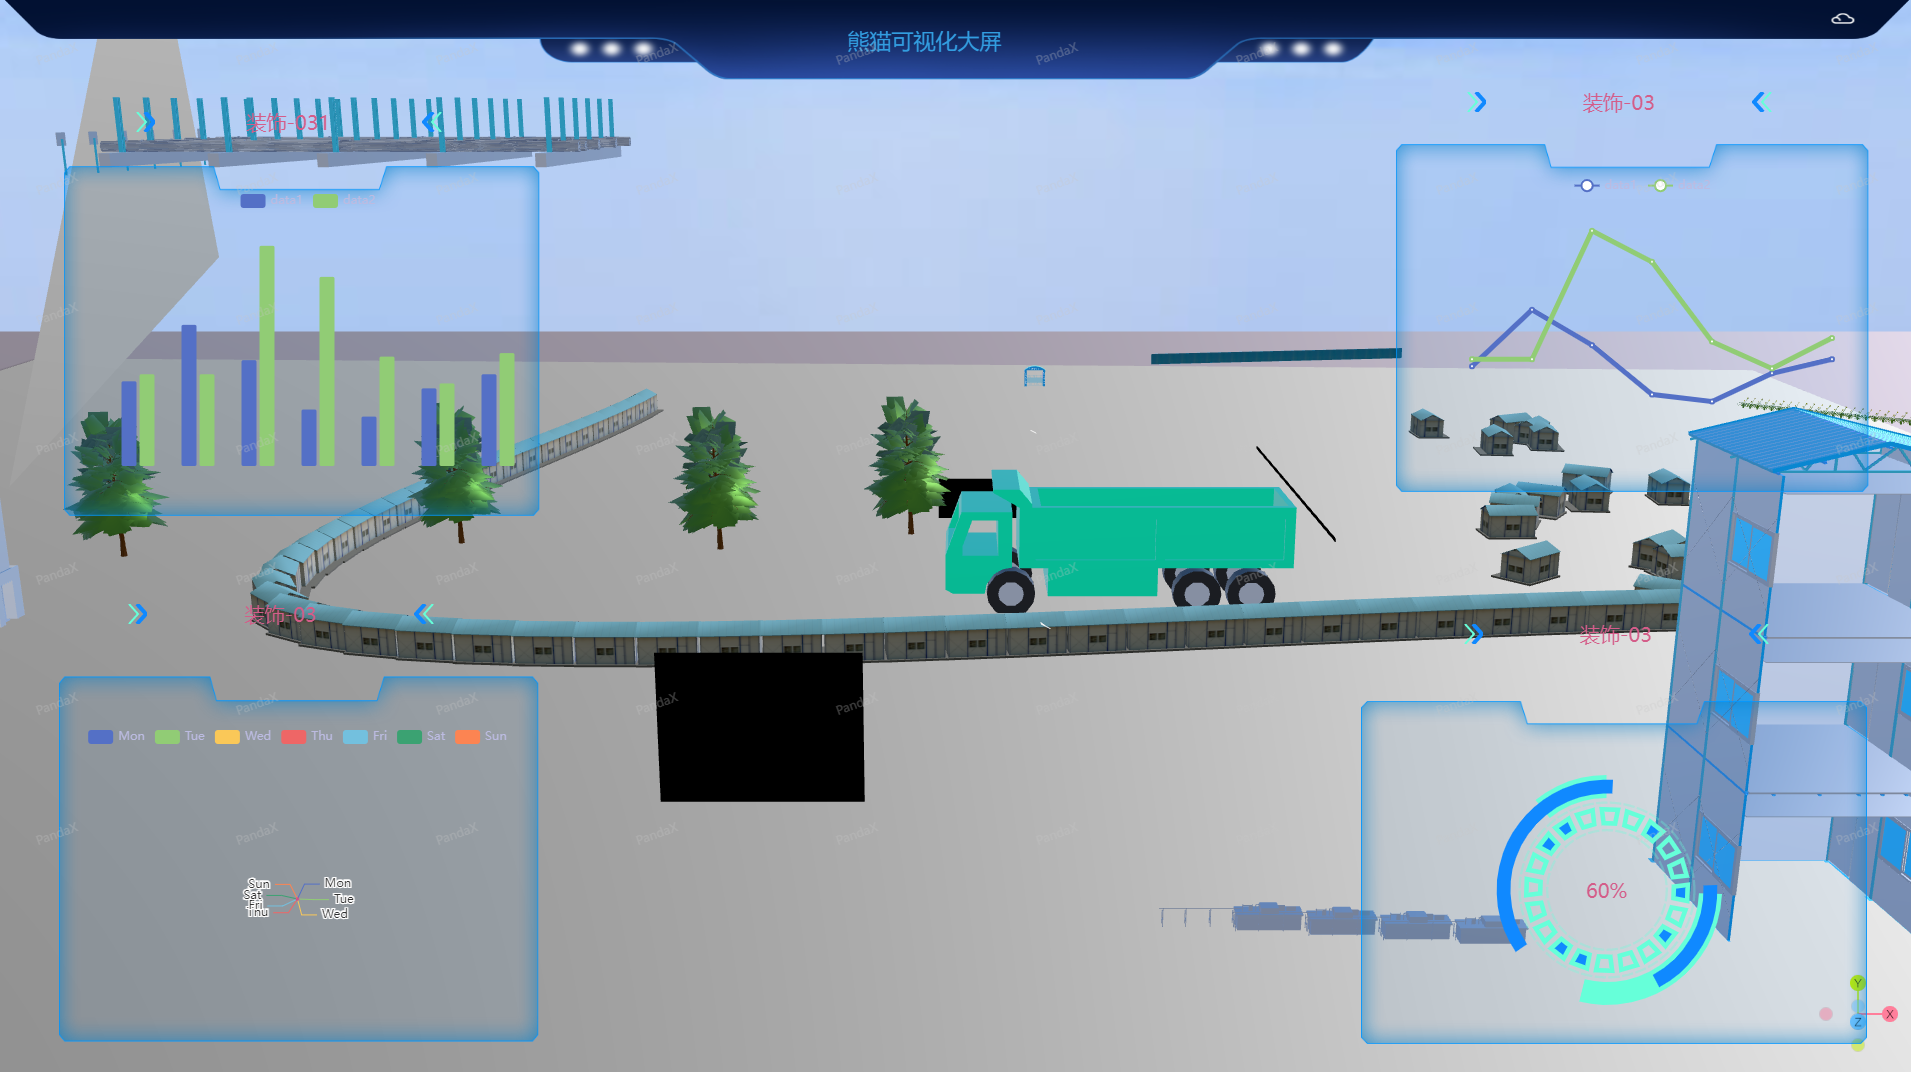 熊猫可视化大屏
装饰-031
装饰-03
装饰-03
装饰-03
Mon Tue Wed Thu Fri Sat Sun
Sun
Sat
Fri
Thu
Mon
Tue
Wed
60%
Y
X
Z
PandaX